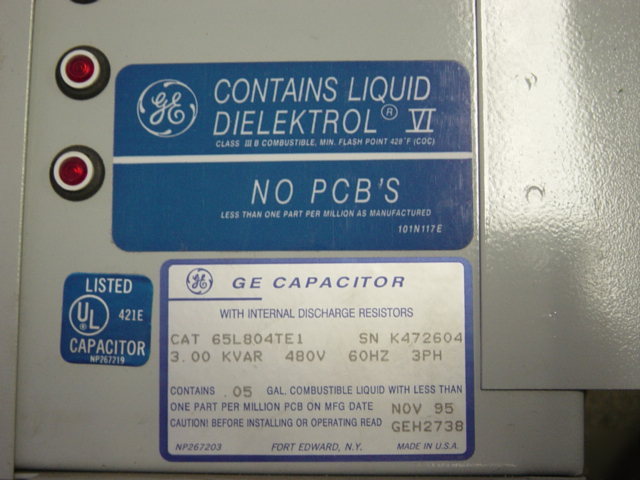 GE CONTAINS LIQUID
DIELEKTROL® VI
CLASS III B COMBUSTIBLE, MIN. FLASH POINT 428°F (COC)
NO PCB'S
LESS THAN ONE PART PER MILLION AS MANUFACTURED
101N117E
LISTED
UL 421E
CAPACITOR
NP267719
GE GE CAPACITOR
WITH INTERNAL DISCHARGE RESISTORS
CAT 65L804TE1 SN K472604
3.00 KVAR 480V 60HZ 3PH
CONTAINS .05 GAL. COMBUSTIBLE LIQUID WITH LESS THAN
ONE PART PER MILLION PCB ON MFG DATE NOV 95
CAUTION! BEFORE INSTALLING OR OPERATING READ GEH2738
NP267203 FORT EDWARD, N.Y. MADE IN U.S.A.